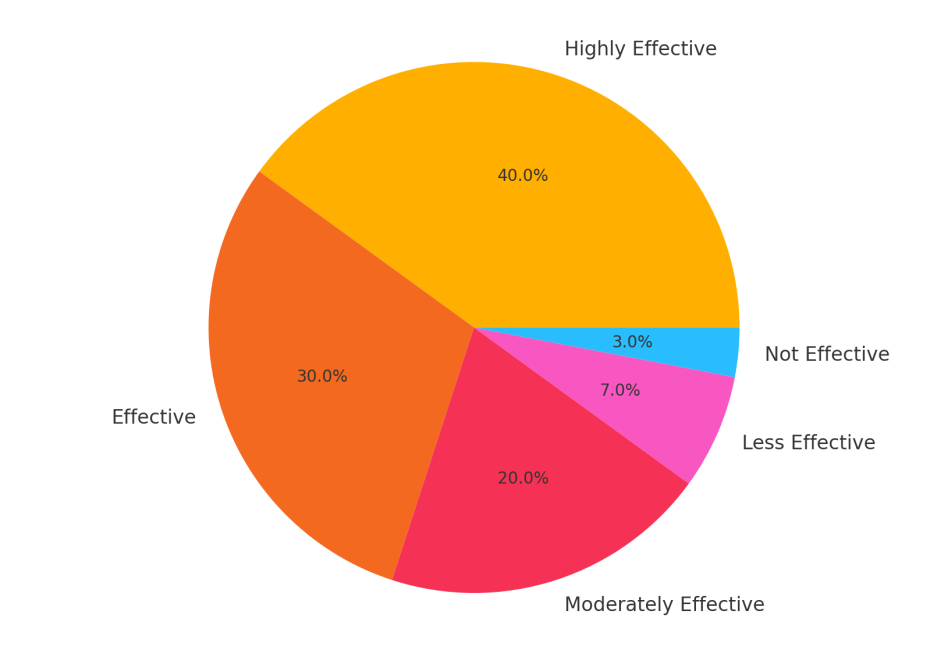 Highly Effective
40.0%
3.0%
Not Effective
30.0%
7.0%
Effective
Less Effective
20.0%
Moderately Effective